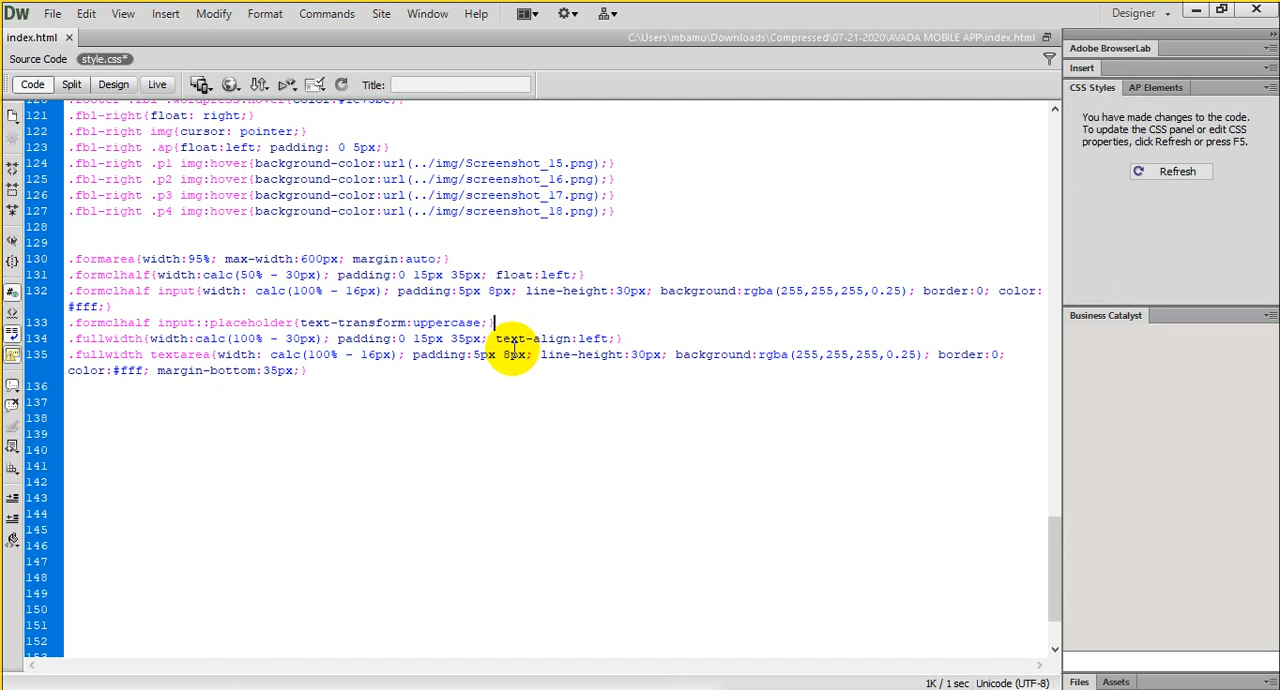 Dw File Edit View Insert Modify Format Commands Site Window Help Designer
index.html C:\Users\mbamu\Downloads\Compressed\07-21-2020\AVADA MOBILE APP\index.html
Source Code style.css*
Code Split Design Live Title:
121 .fbl-right{float: right;}
122 .fbl-right img{cursor: pointer;}
123 .fbl-right .ap{float:left; padding: 0 5px;}
124 .fbl-right .p1 img:hover{background-color:url(../img/Screenshot_15.png);}
125 .fbl-right .p2 img:hover{background-color:url(../img/screenshot_16.png);}
126 .fbl-right .p3 img:hover{background-color:url(../img/screenshot_17.png);}
127 .fbl-right .p4 img:hover{background-color:url(../img/screenshot_18.png);}
128
129
130 .formarea{width:95%; max-width:600px; margin:auto;}
131 .formclhalf{width:calc(50% - 30px); padding:0 15px 35px; float:left;}
132 .formclhalf input{width: calc(100% - 16px); padding:5px 8px; line-height:30px; background:rgba(255,255,255,0.25); border:0; color:
#fff;}
133 .formclhalf input::placeholder{text-transform:uppercase;}
134 .fullwidth{width:calc(100% - 30px); padding:0 15px 35px; text-align:left;}
135 .fullwidth textarea{width: calc(100% - 16px); padding:5px 8px; line-height:30px; background:rgba(255,255,255,0.25); border:0;
color:#fff; margin-bottom:35px;}
136
137
138
139
140
141
142
143
144
145
146
147
148
149
150
151
152
1K / 1 sec Unicode (UTF-8)
Adobe BrowserLab
Insert
CSS Styles AP Elements
You have made changes to the code.
To update the CSS panel or edit CSS
properties, click Refresh or press F5.
Refresh
Business Catalyst
Files Assets